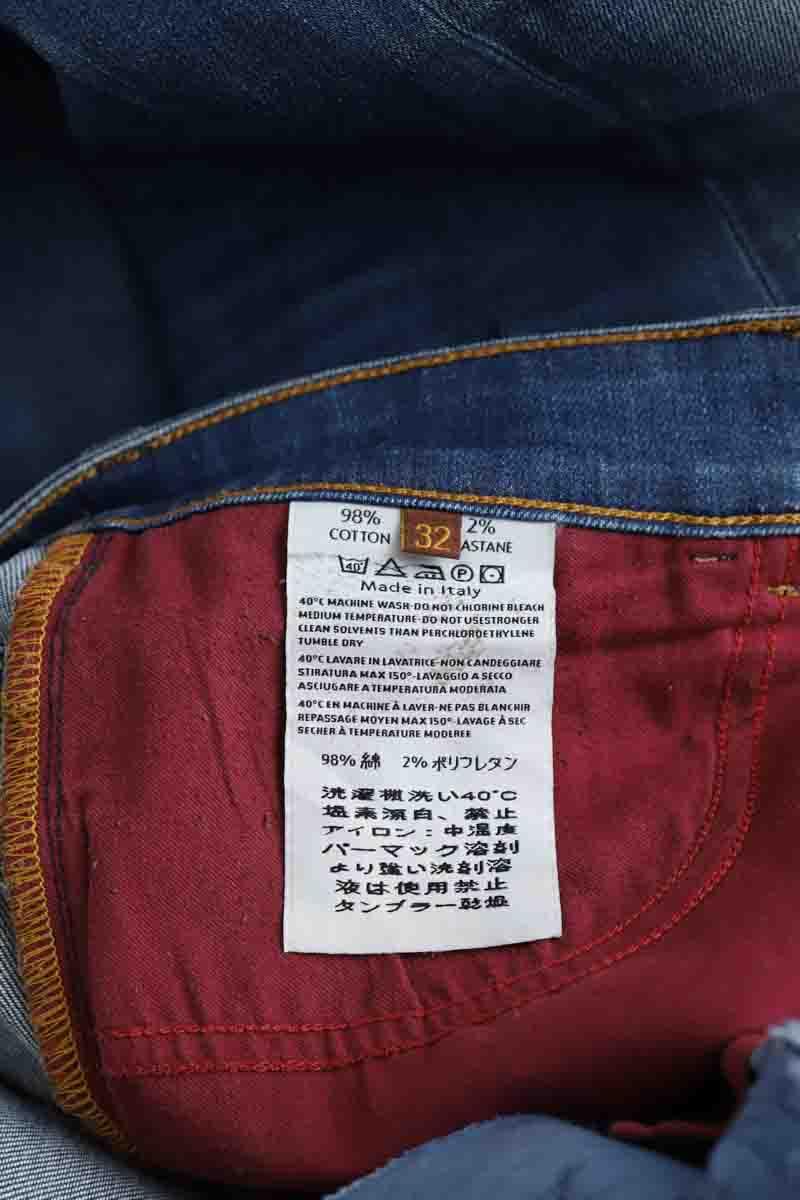 98% 32 2%
COTTON ASTANE
40° P
Made in Italy
40°C MACHINE WASH-DO NOT CHLORINE BLEACH
MEDIUM TEMPERATURE-DO NOT USESTRONGER
CLEAN SOLVENTS THAN PERCHLOROETHYLENE
TUMBLE DRY
40°C LAVARE IN LAVATRICE-NON CANDEGGIARE
STIRATURA MAX 150°-LAVAGGIO A SECCO
ASCIUGARE A TEMPERATURA MODERATA
40°C EN MACHINE À LAVER-NE PAS BLANCHIR
REPASSAGE MOYEN MAX 150°-LAVAGE À SEC
SECHER À TEMPERATURE MODEREE
98% 綿 2% ポリフレタン
洗濯機洗い40°C
塩素漂白、禁止
アイロン：中温度
パーマック溶剤
より強い洗剤溶
液は使用禁止
タンブラー乾燥